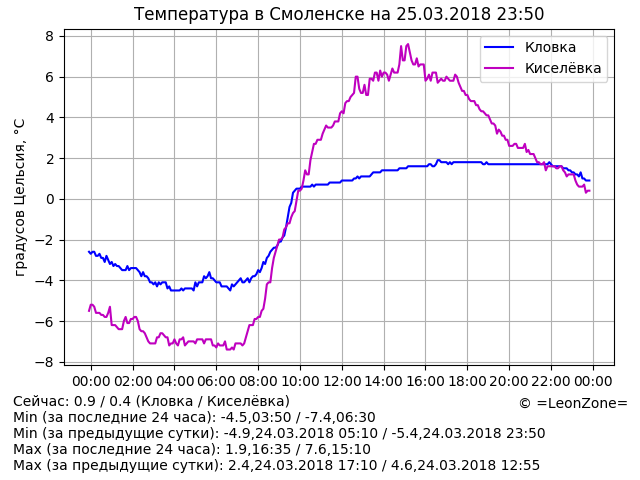 Температура в Смоленске на 25.03.2018 23:50
Кловка
Киселёвка
градусов Цельсия, °C
8
6
4
2
0
−2
−4
−6
−8
00:00 02:00 04:00 06:00 08:00 10:00 12:00 14:00 16:00 18:00 20:00 22:00 00:00
Сейчас: 0.9 / 0.4 (Кловка / Киселёвка)
© =LeonZone=
Min (за последние 24 часа): -4.5,03:50 / -7.4,06:30
Min (за предыдущие сутки): -4.9,24.03.2018 05:10 / -5.4,24.03.2018 23:50
Max (за последние 24 часа): 1.9,16:35 / 7.6,15:10
Max (за предыдущие сутки): 2.4,24.03.2018 17:10 / 4.6,24.03.2018 12:55